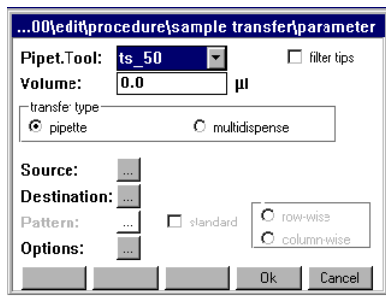 ...00\edit\procedure\sample transfer\parameter
Pipet.Tool: ts_50 filter tips
Volume: 0.0 µl
transfer type
pipette multidispense
Source: ...
Destination: ...
Pattern: ... standard row-wise
column-wise
Options: ...
Ok Cancel